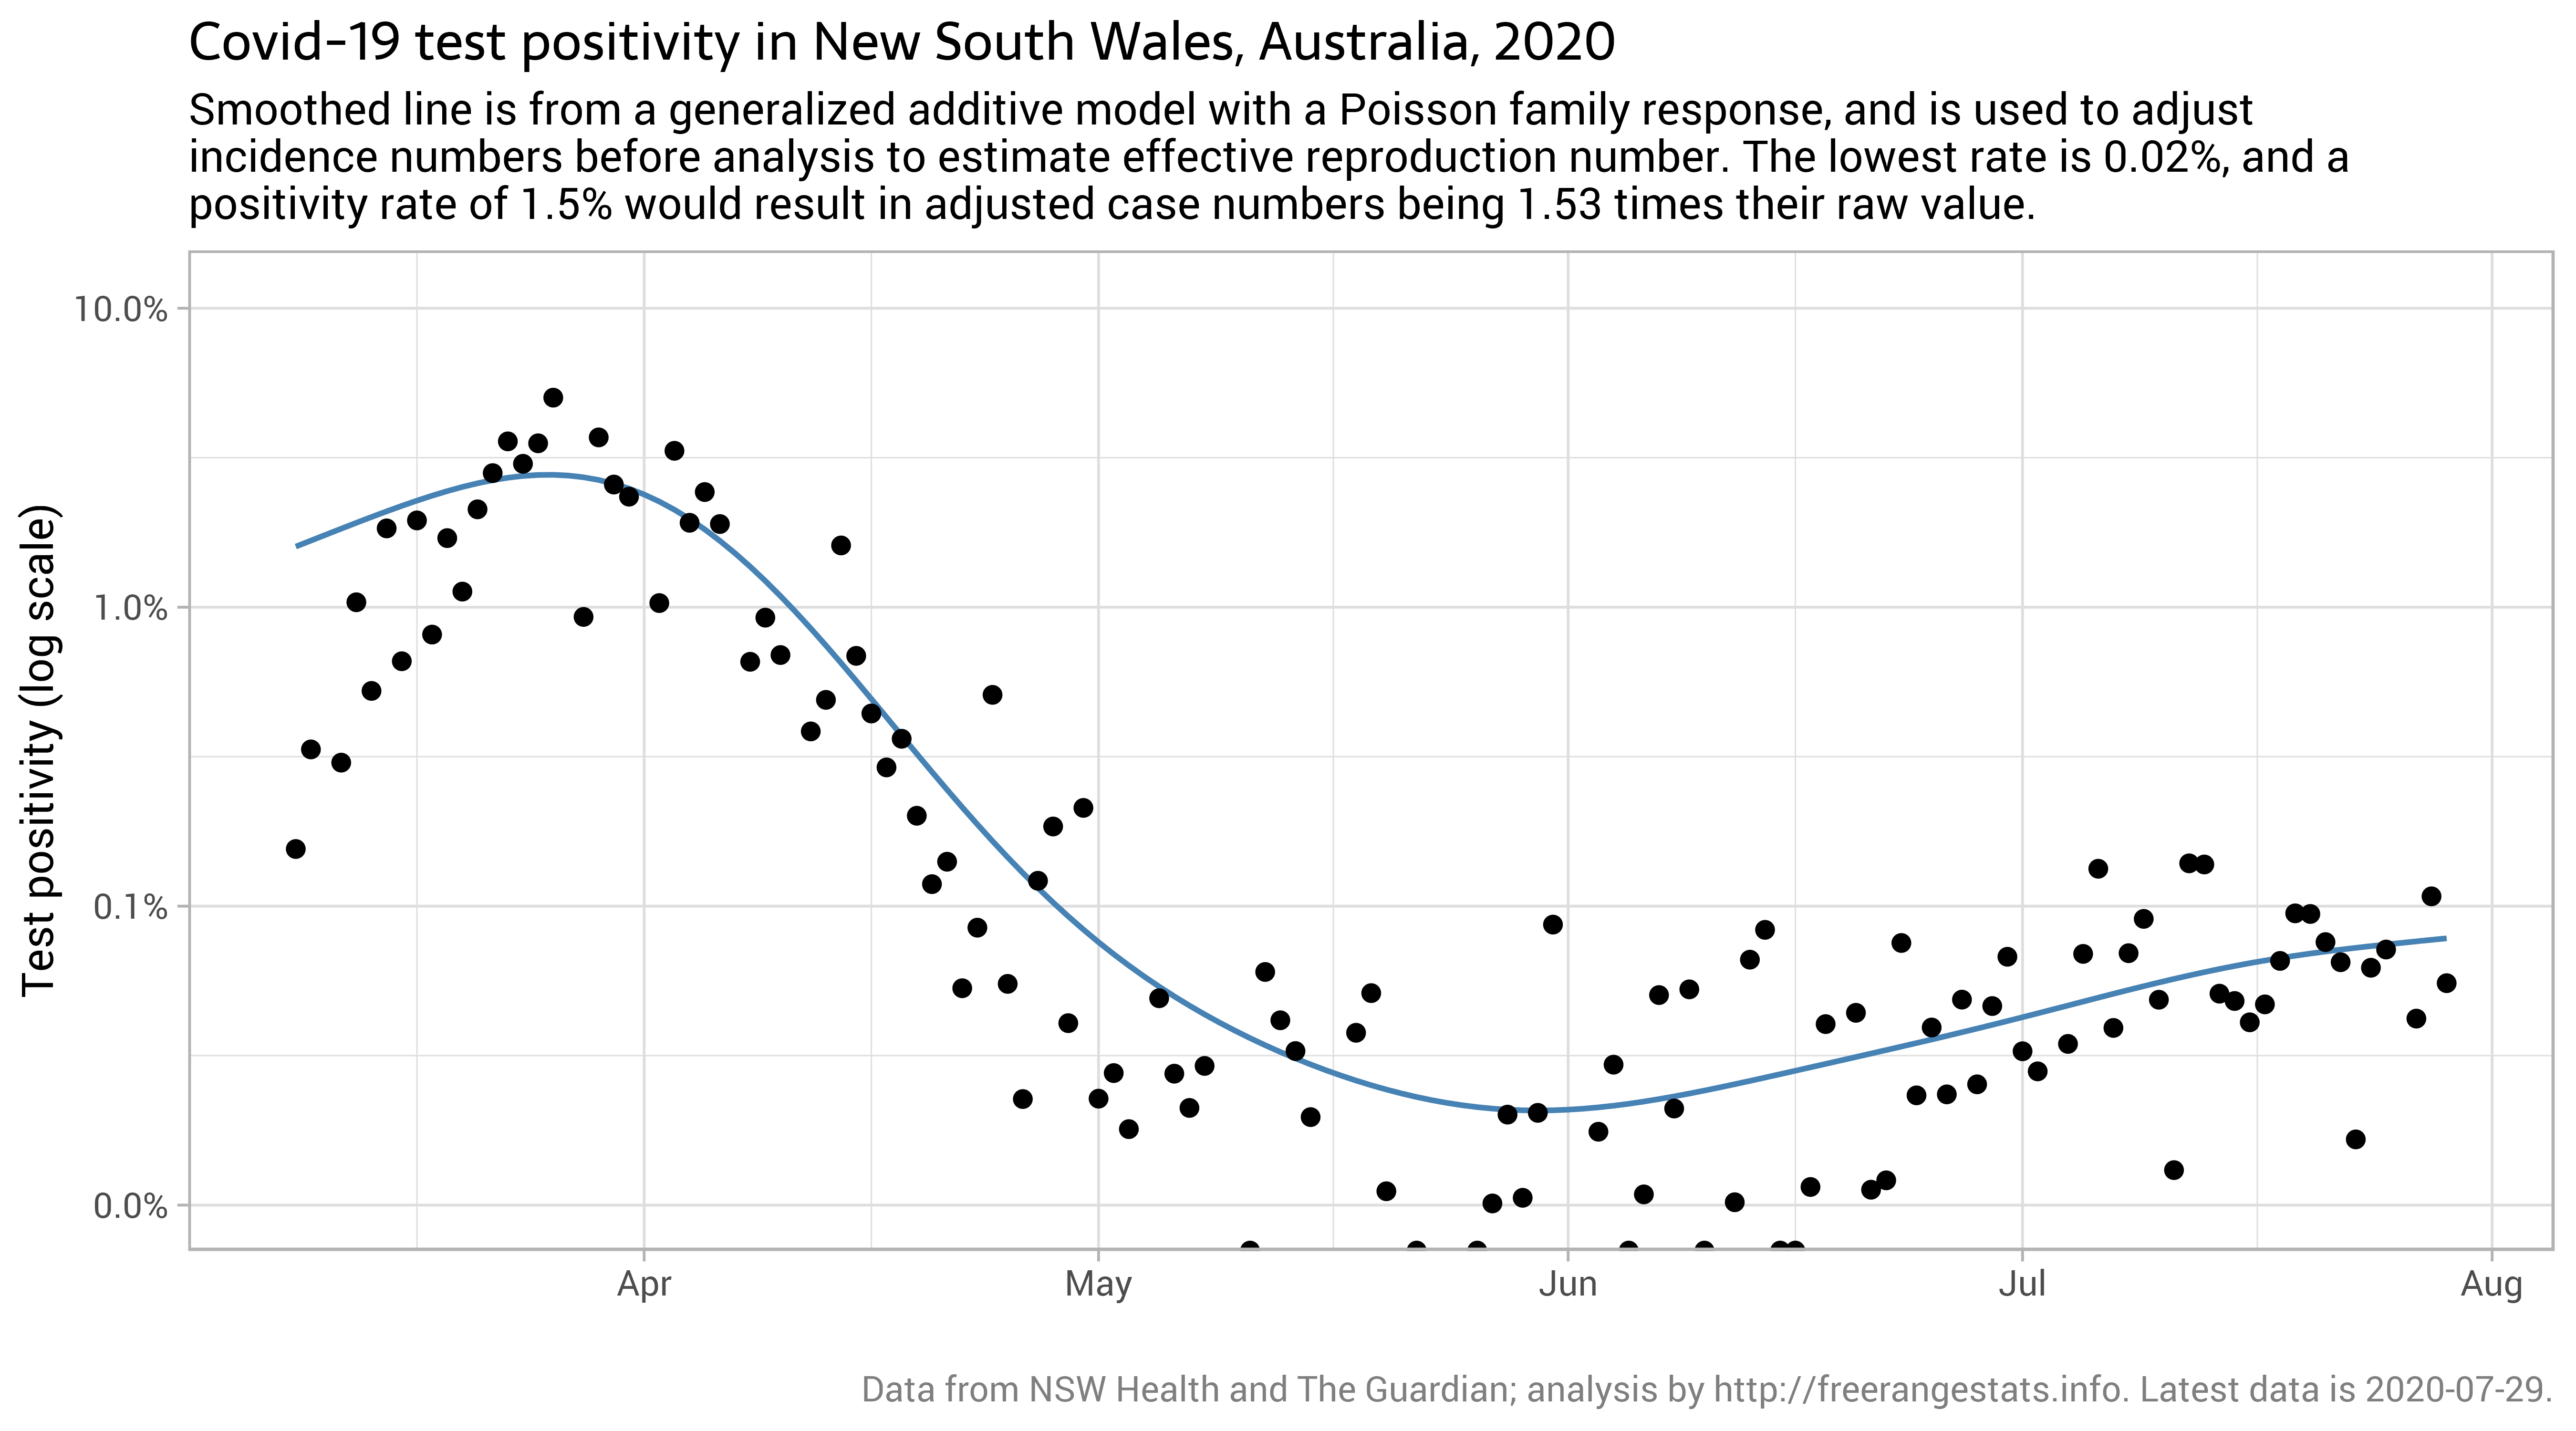 Covid-19 test positivity in New South Wales, Australia, 2020
Smoothed line is from a generalized additive model with a Poisson family response, and is used to adjust
incidence numbers before analysis to estimate effective reproduction number. The lowest rate is 0.02%, and a
positivity rate of 1.5% would result in adjusted case numbers being 1.53 times their raw value.
Test positivity (log scale)
10.0%
1.0%
0.1%
0.0%
Apr
May
Jun
Jul
Aug
Data from NSW Health and The Guardian; analysis by http://freerangestats.info. Latest data is 2020-07-29.